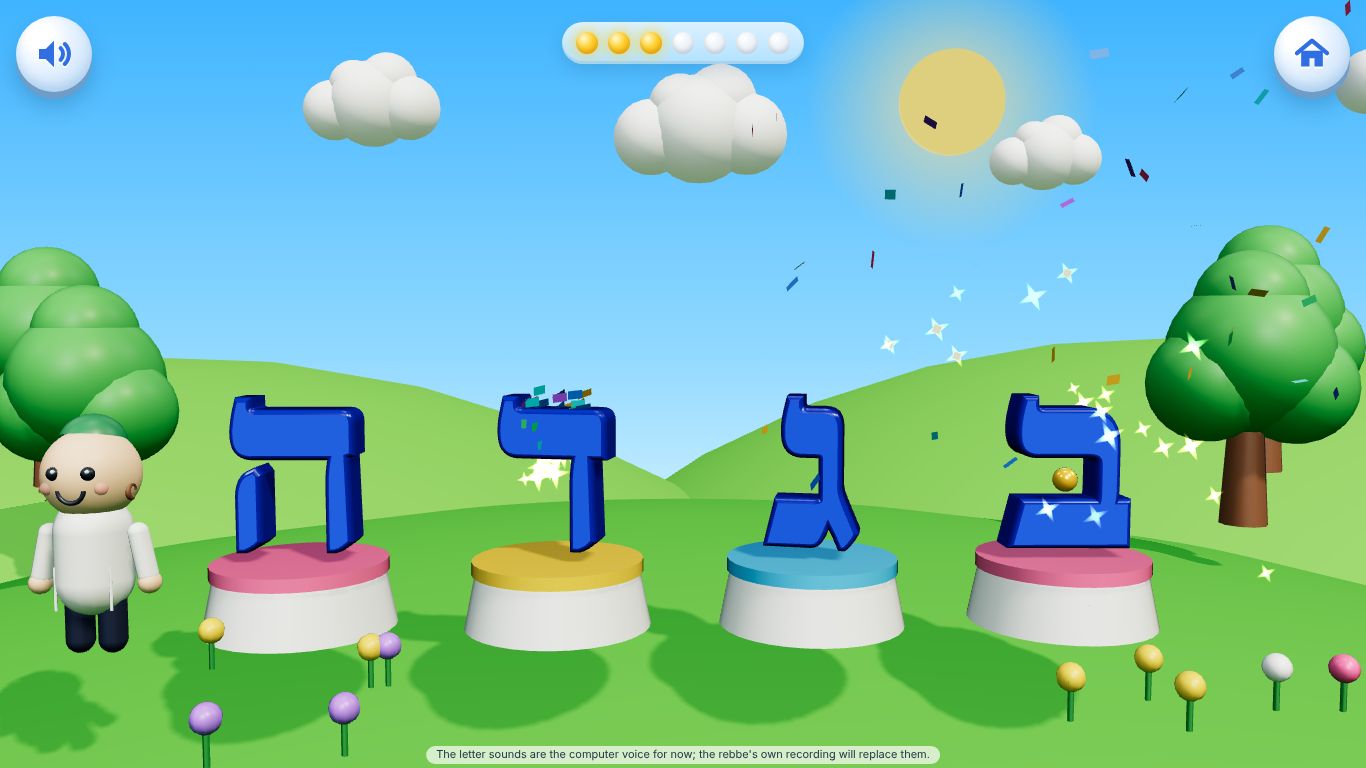 בּ ג ד ה
The letter sounds are the computer voice for now; the rebbe's own recording will replace them.